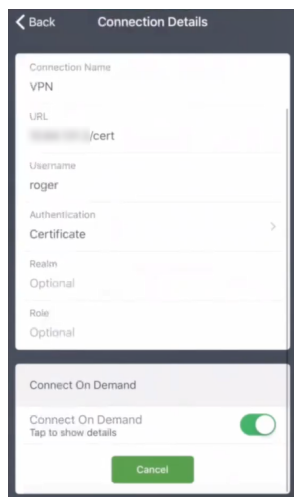 Back
Connection Details
Connection Name
VPN
URL
/cert
Username
roger
Authentication
Certificate
Realm
Optional
Role
Optional
Connect On Demand
Connect On Demand
Tap to show details
Cancel